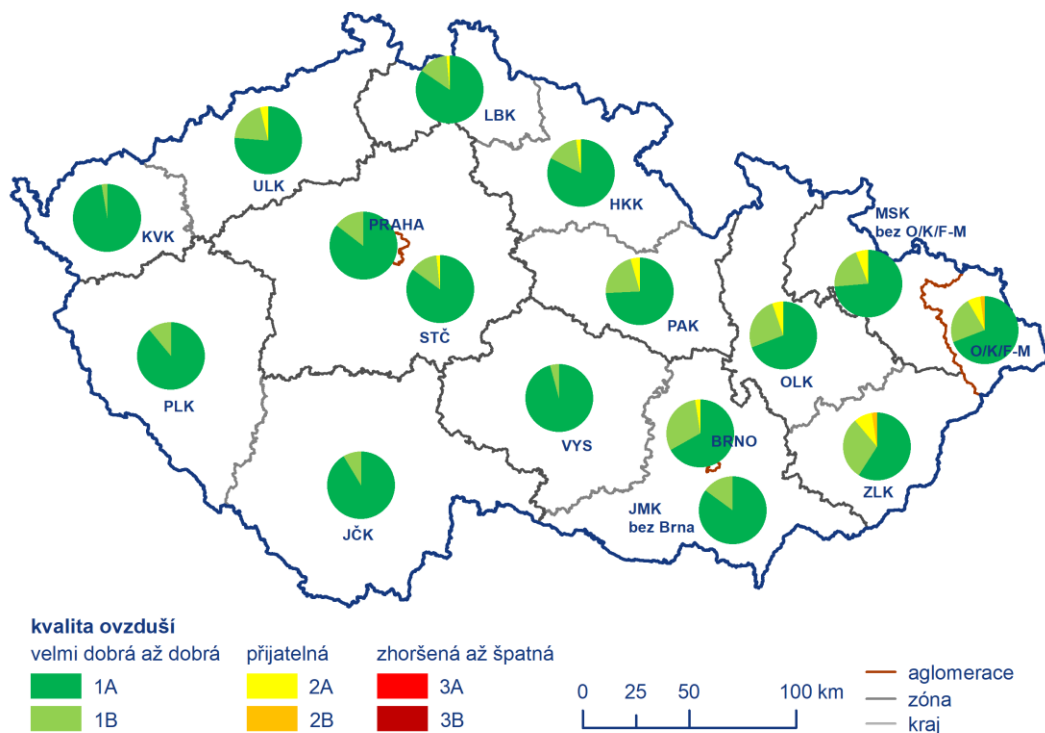 LBK
ULK
HKK
MSK
bez O/K/F-M
KVK
PRAHA
STČ
PAK
O/K/F-M
OLK
PLK
VYS
BRNO
ZLK
JČK
JMK
bez Brna
kvalita ovzduší
velmi dobrá až dobrá
přijatelná
zhoršená až špatná
1A
2A
3A
1B
2B
3B
0 25 50 100 km
aglomerace
zóna
kraj